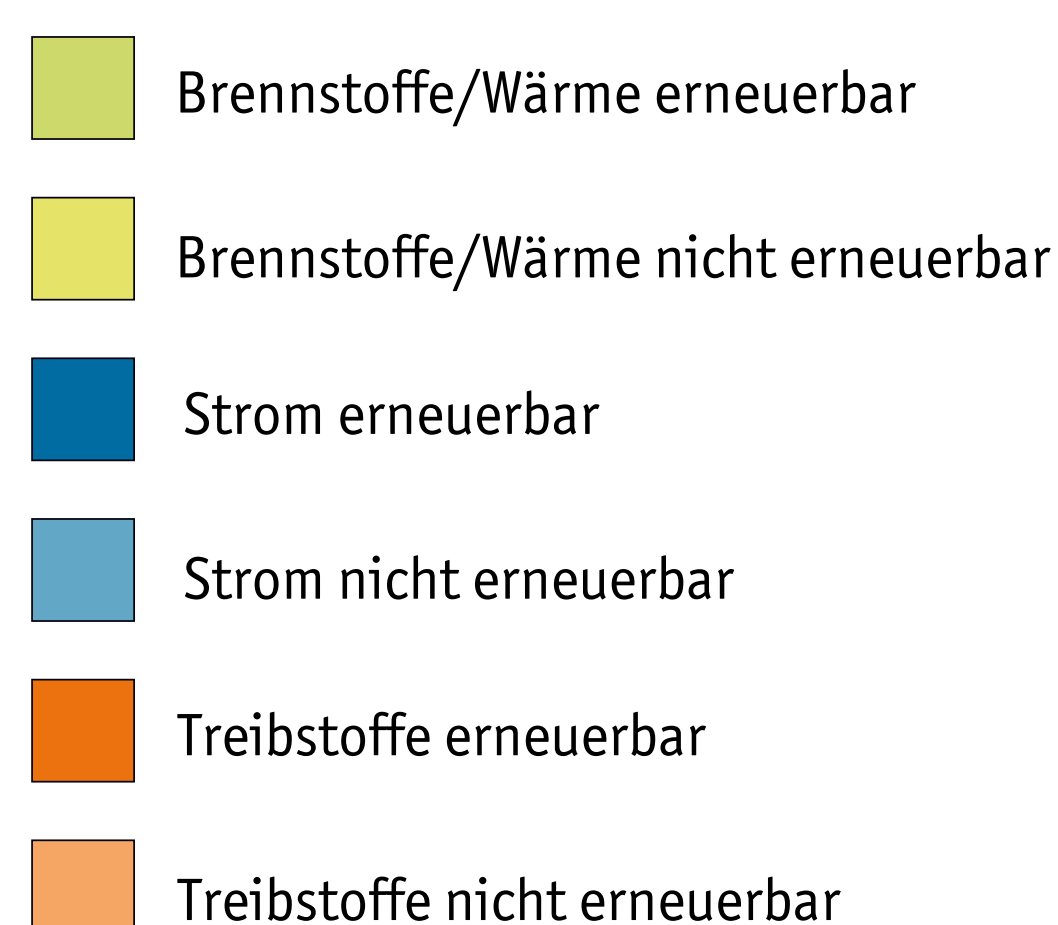 Brennstoffe/Wärme erneuerbar
Brennstoffe/Wärme nicht erneuerbar
Strom erneuerbar
Strom nicht erneuerbar
Treibstoffe erneuerbar
Treibstoffe nicht erneuerbar